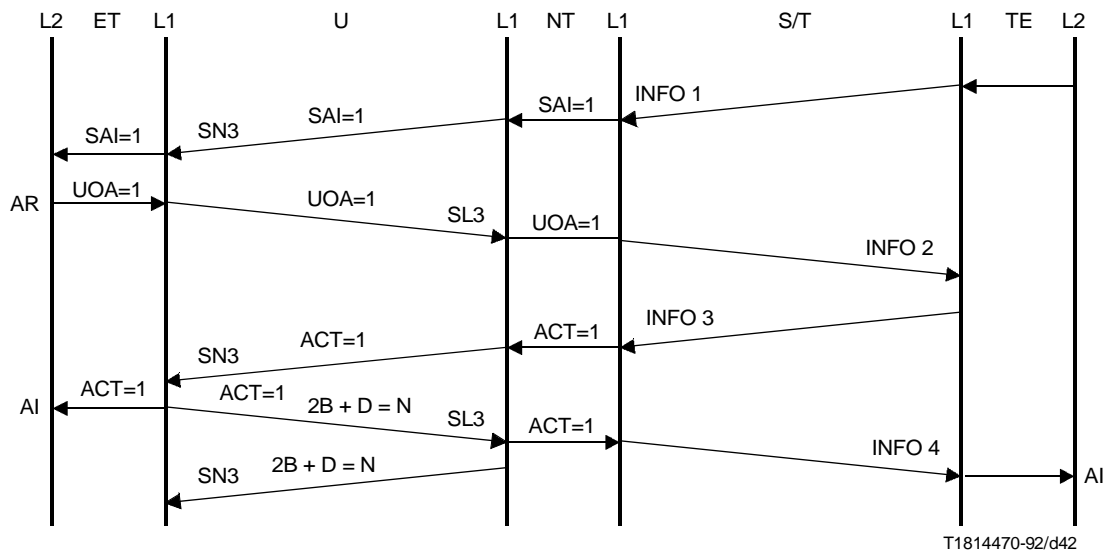 L2 ET L1 U L1 NT L1 S/T L1 TE L2
INFO 1
SAI=1
SAI=1
SN3
SAI=1
AR
UOA=1
UOA=1
SL3
UOA=1
INFO 2
INFO 3
ACT=1
ACT=1
SN3
AI
ACT=1
ACT=1
2B + D = N
SL3
ACT=1
INFO 4
AI
2B + D = N
SN3
T1814470-92/d42